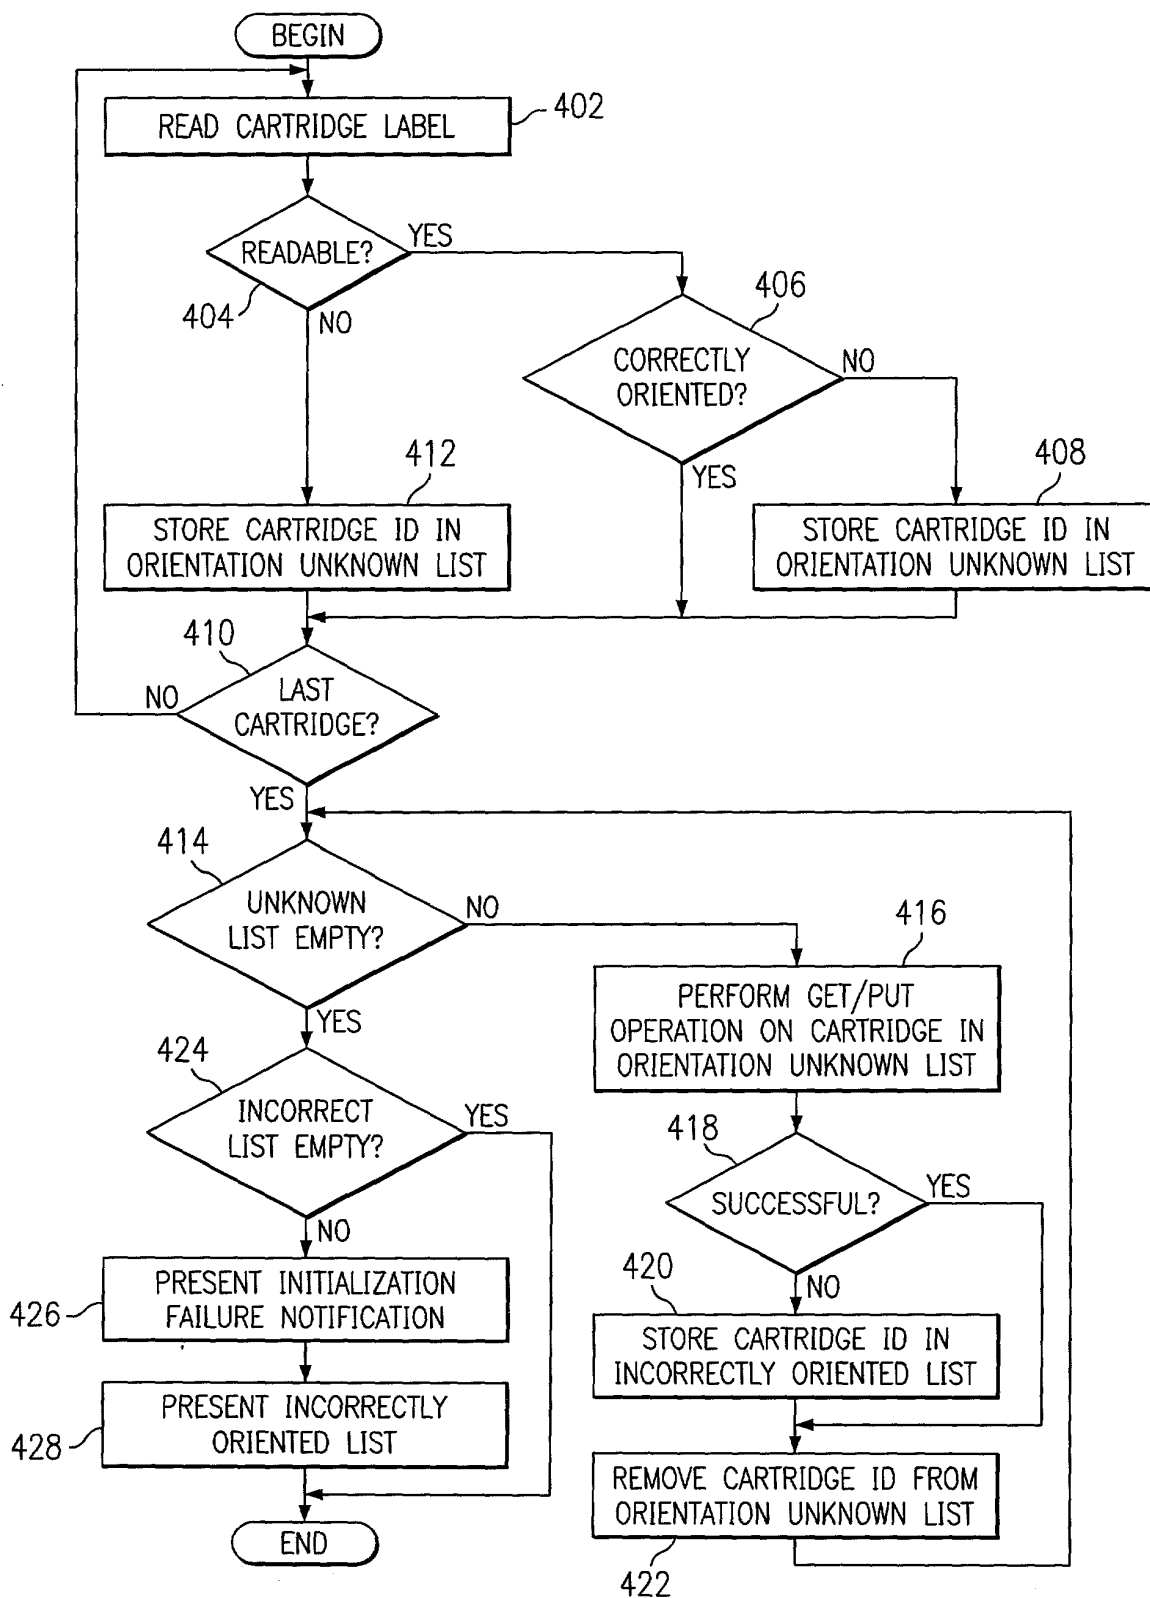 BEGIN
READ CARTRIDGE LABEL
402
READABLE?
YES
404
NO
406
CORRECTLY
ORIENTED?
NO
YES
412
408
STORE CARTRIDGE ID IN
ORIENTATION UNKNOWN LIST
STORE CARTRIDGE ID IN
ORIENTATION UNKNOWN LIST
410
LAST
CARTRIDGE?
NO
YES
414
UNKNOWN
LIST EMPTY?
NO
YES
416
PERFORM GET/PUT
OPERATION ON CARTRIDGE IN
ORIENTATION UNKNOWN LIST
424
INCORRECT
LIST EMPTY?
YES
NO
418
SUCCESSFUL?
YES
NO
420
STORE CARTRIDGE ID IN
INCORRECTLY ORIENTED LIST
PRESENT INITIALIZATION
FAILURE NOTIFICATION
426
PRESENT INCORRECTLY
ORIENTED LIST
428
REMOVE CARTRIDGE ID FROM
ORIENTATION UNKNOWN LIST
422
END